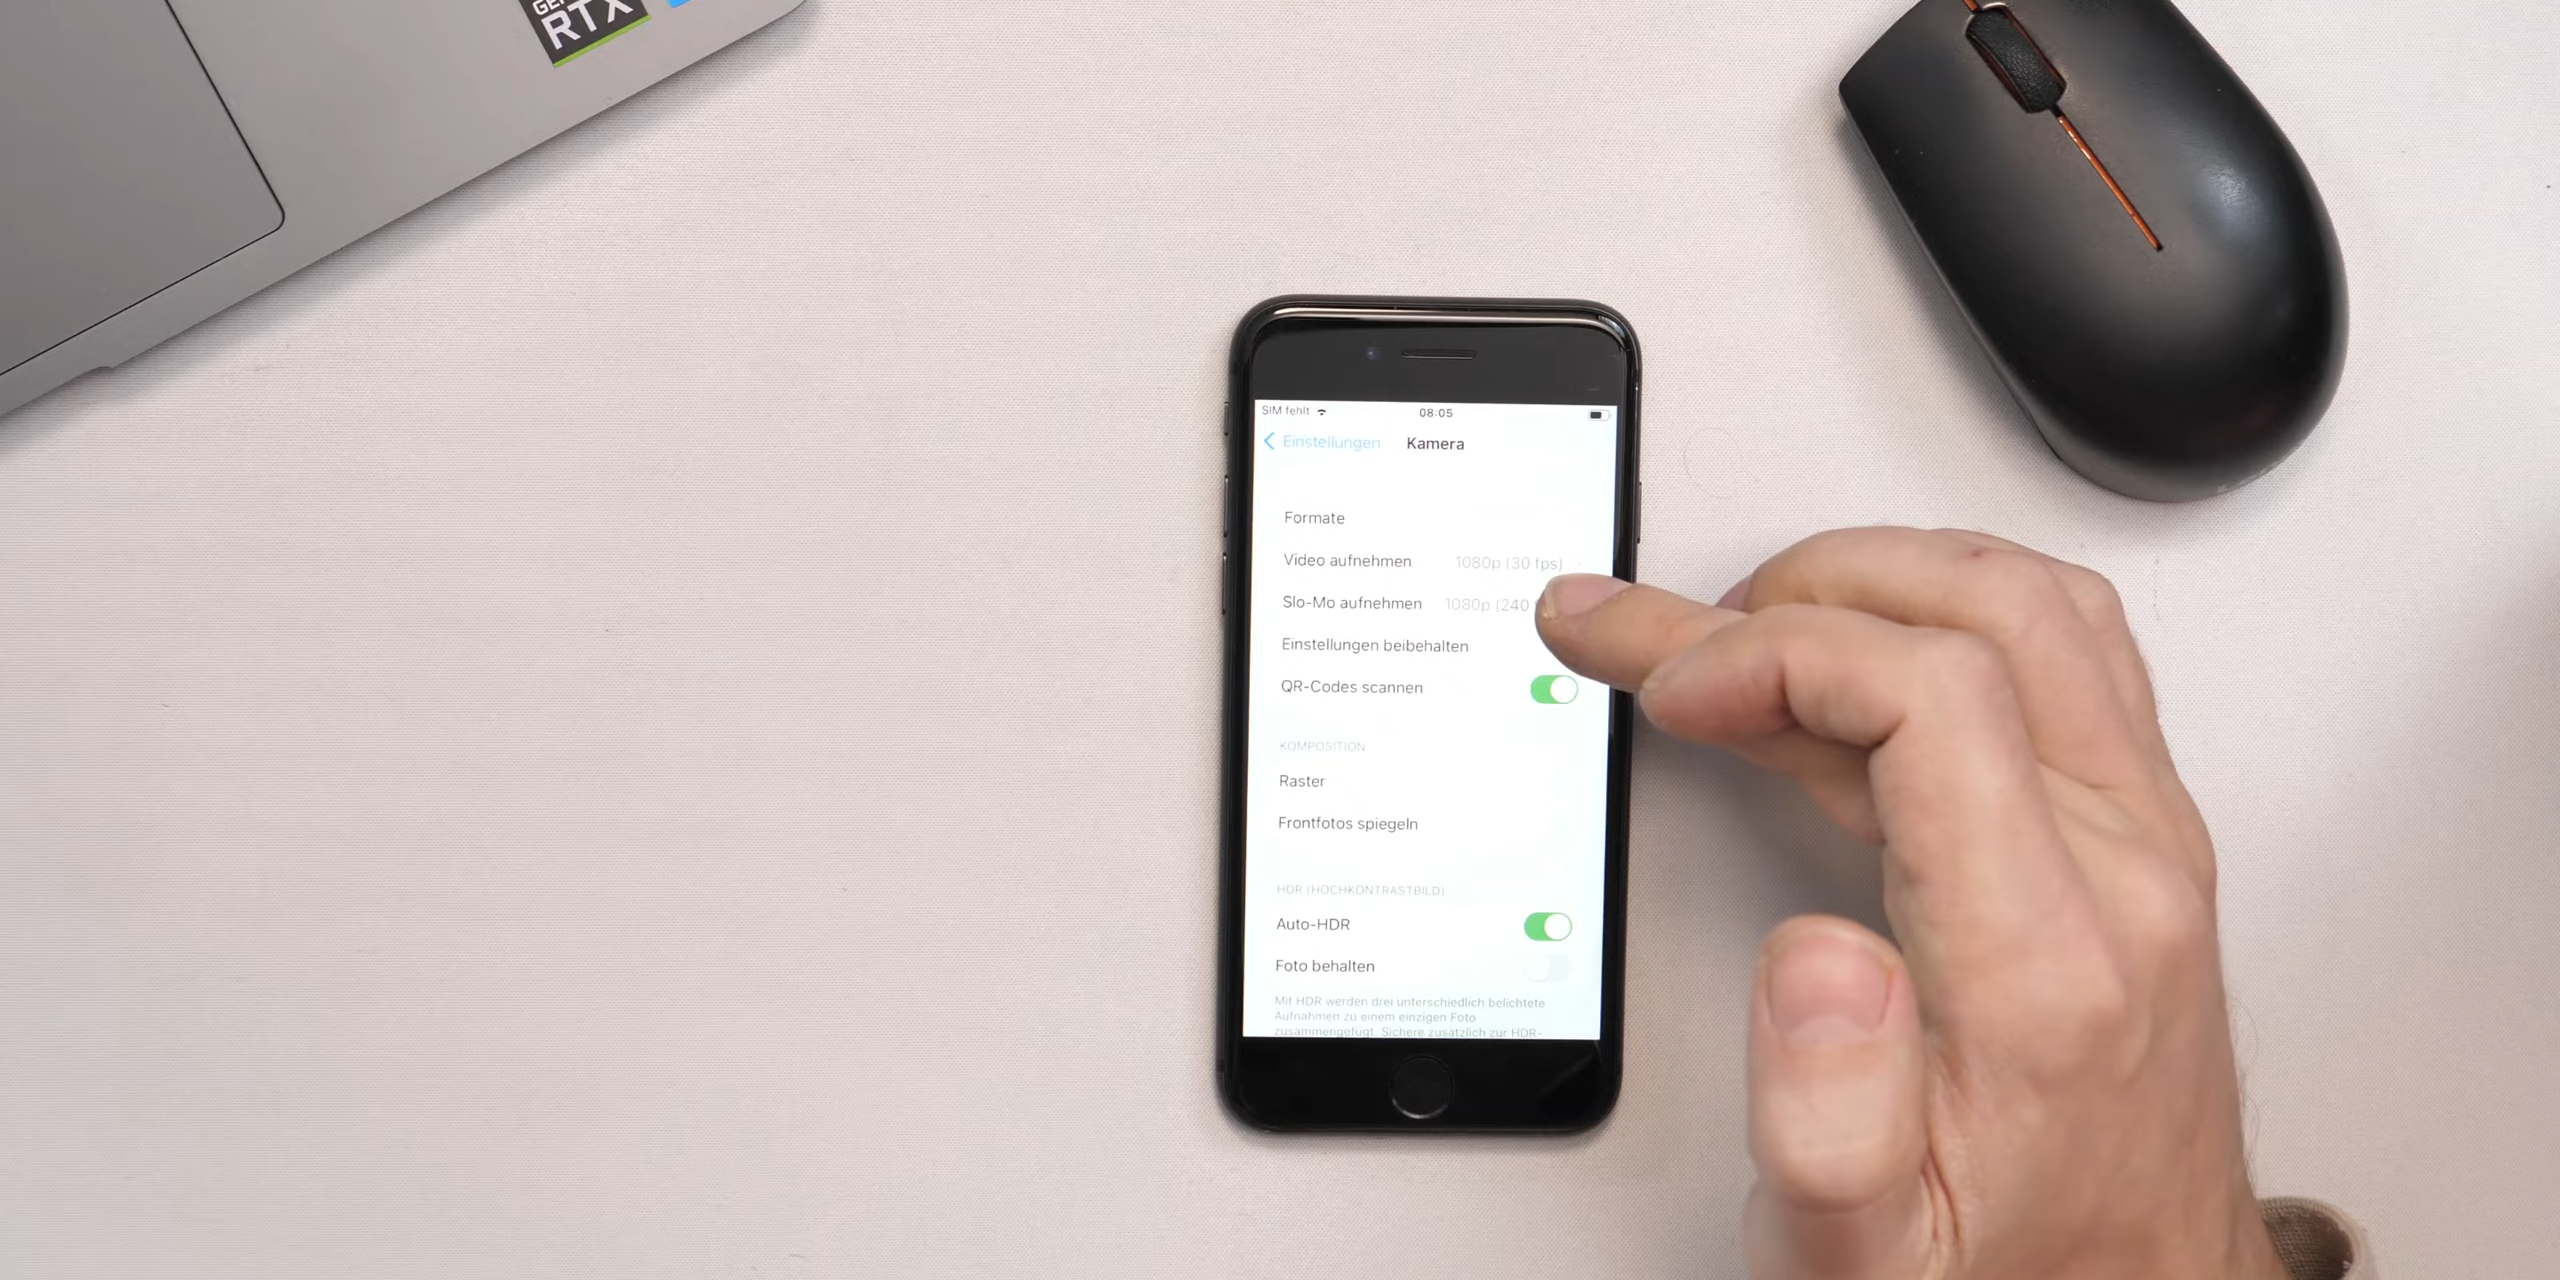 RTX
SIM fehlt 08:05
Einstellungen Kamera
Formate
Video aufnehmen 1080p (30 fps)
Slo-Mo aufnehmen 1080p (240
Einstellungen beibehalten
QR-Codes scannen
KOMPOSITION
Raster
Frontfotos spiegeln
HDR (HOCHKONTRASTBILD)
Auto-HDR
Foto behalten
Mit HDR werden drei unterschiedlich belichtete
Aufnahmen zu einem einzigen Foto
zusammengefügt. Sichere zusätzlich zur HDR-